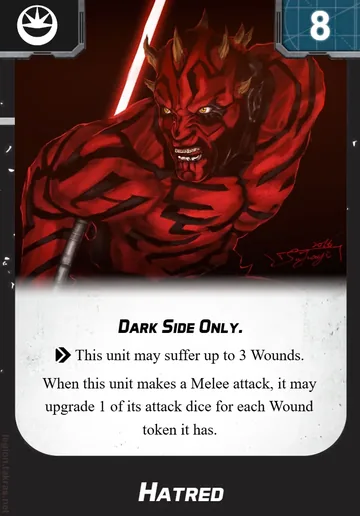 8
DARK SIDE ONLY.
This unit may suffer up to 3 Wounds.
When this unit makes a Melee attack, it may
upgrade 1 of its attack dice for each Wound
token it has.
HATRED